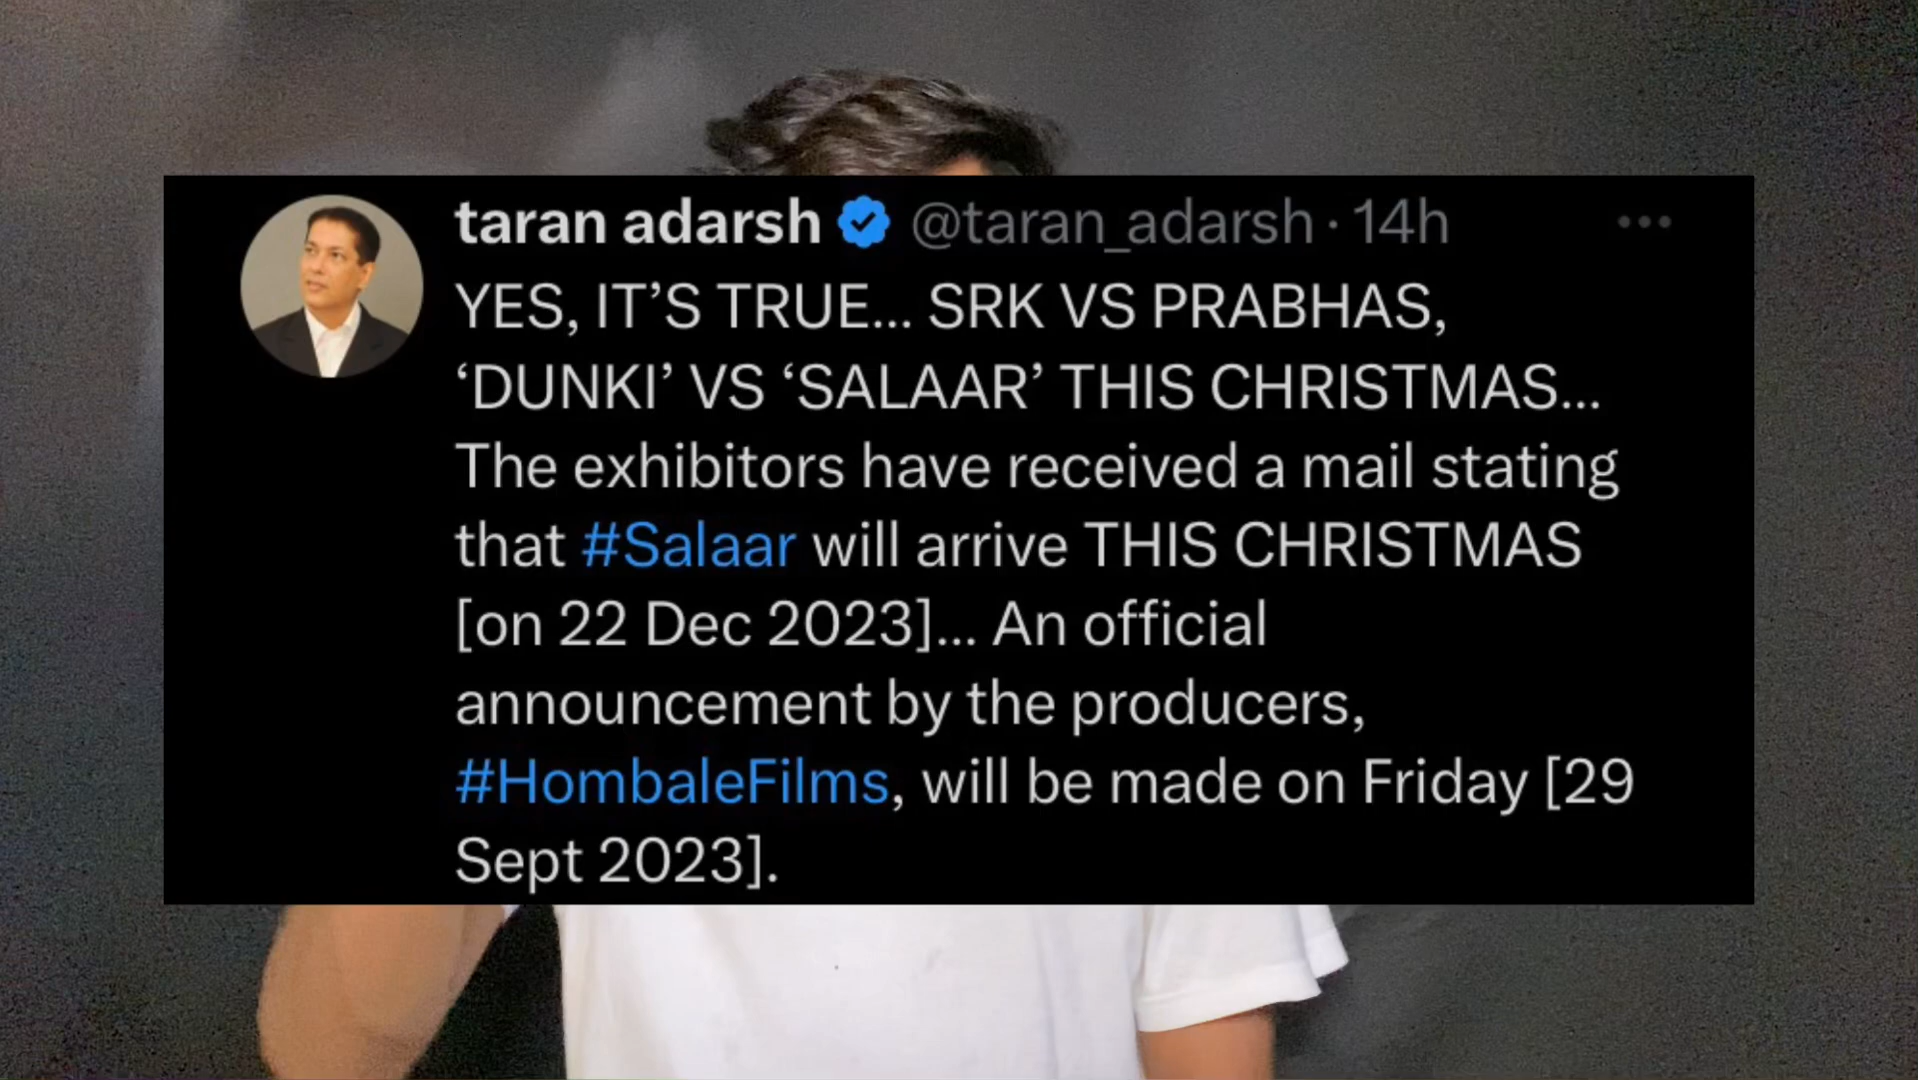 taran adarsh @taran_adarsh · 14h
YES, IT’S TRUE... SRK VS PRABHAS,
‘DUNKI’ VS ‘SALAAR’ THIS CHRISTMAS...
The exhibitors have received a mail stating
that #Salaar will arrive THIS CHRISTMAS
[on 22 Dec 2023]... An official
announcement by the producers,
#HombaleFilms, will be made on Friday [29
Sept 2023].